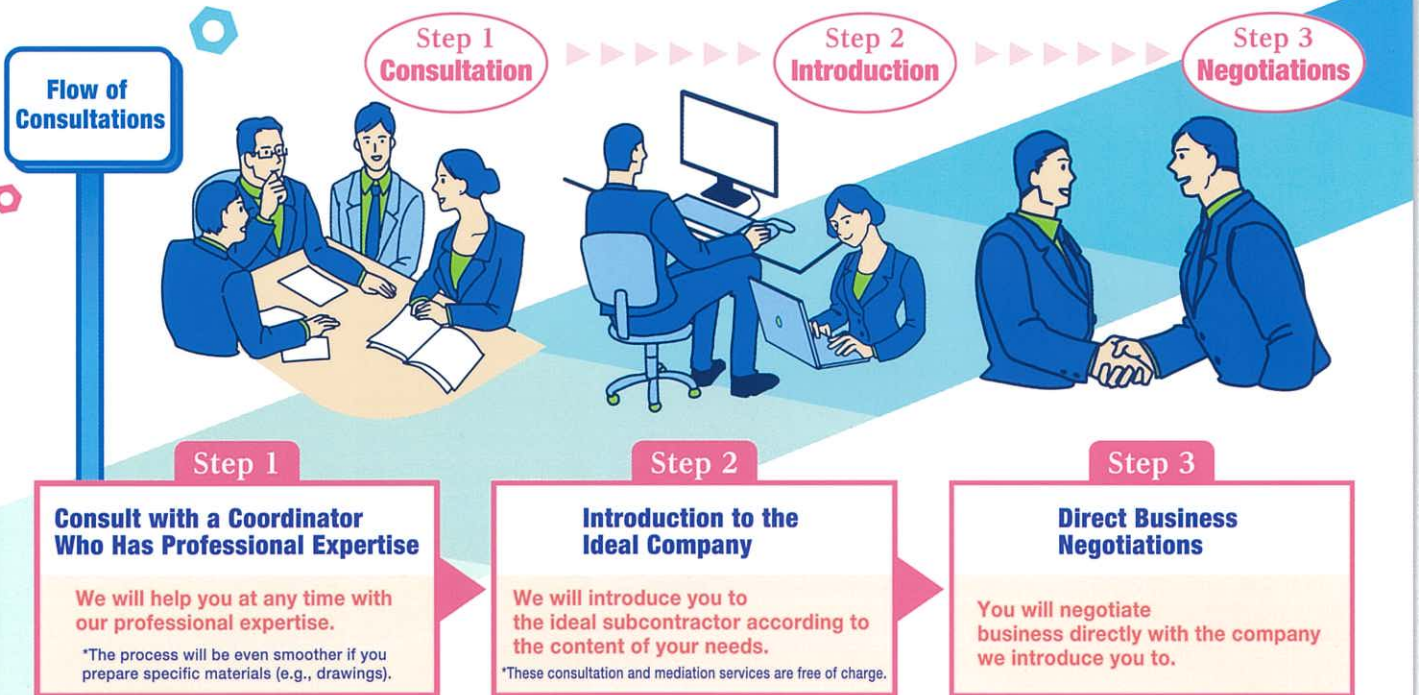 Flow of
Consultations
Step 1
Consultation
Step 2
Introduction
Step 3
Negotiations
Step 1
Consult with a Coordinator
Who Has Professional Expertise
We will help you at any time with
our professional expertise.
*The process will be even smoother if you
prepare specific materials (e.g., drawings).
Step 2
Introduction to the
Ideal Company
We will introduce you to
the ideal subcontractor according to
the content of your needs.
*These consultation and mediation services are free of charge.
Step 3
Direct Business
Negotiations
You will negotiate
business directly with the company
we introduce you to.